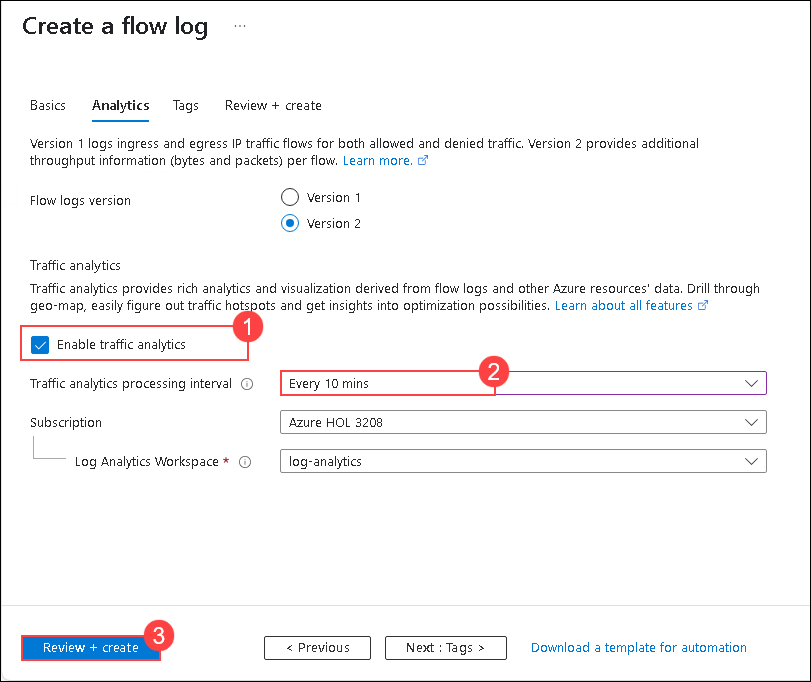 Create a flow log ...
Basics Analytics Tags Review + create
Version 1 logs ingress and egress IP traffic flows for both allowed and denied traffic. Version 2 provides additional
throughput information (bytes and packets) per flow. Learn more.
Flow logs version
Version 1
Version 2
Traffic analytics
Traffic analytics provides rich analytics and visualization derived from flow logs and other Azure resources' data. Drill through
geo-map, easily figure out traffic hotspots and get insights into optimization possibilities. Learn about all features
1
Enable traffic analytics
2
Traffic analytics processing interval Every 10 mins
Subscription Azure HOL 3208
Log Analytics Workspace * log-analytics
3
Review + create < Previous Next : Tags > Download a template for automation